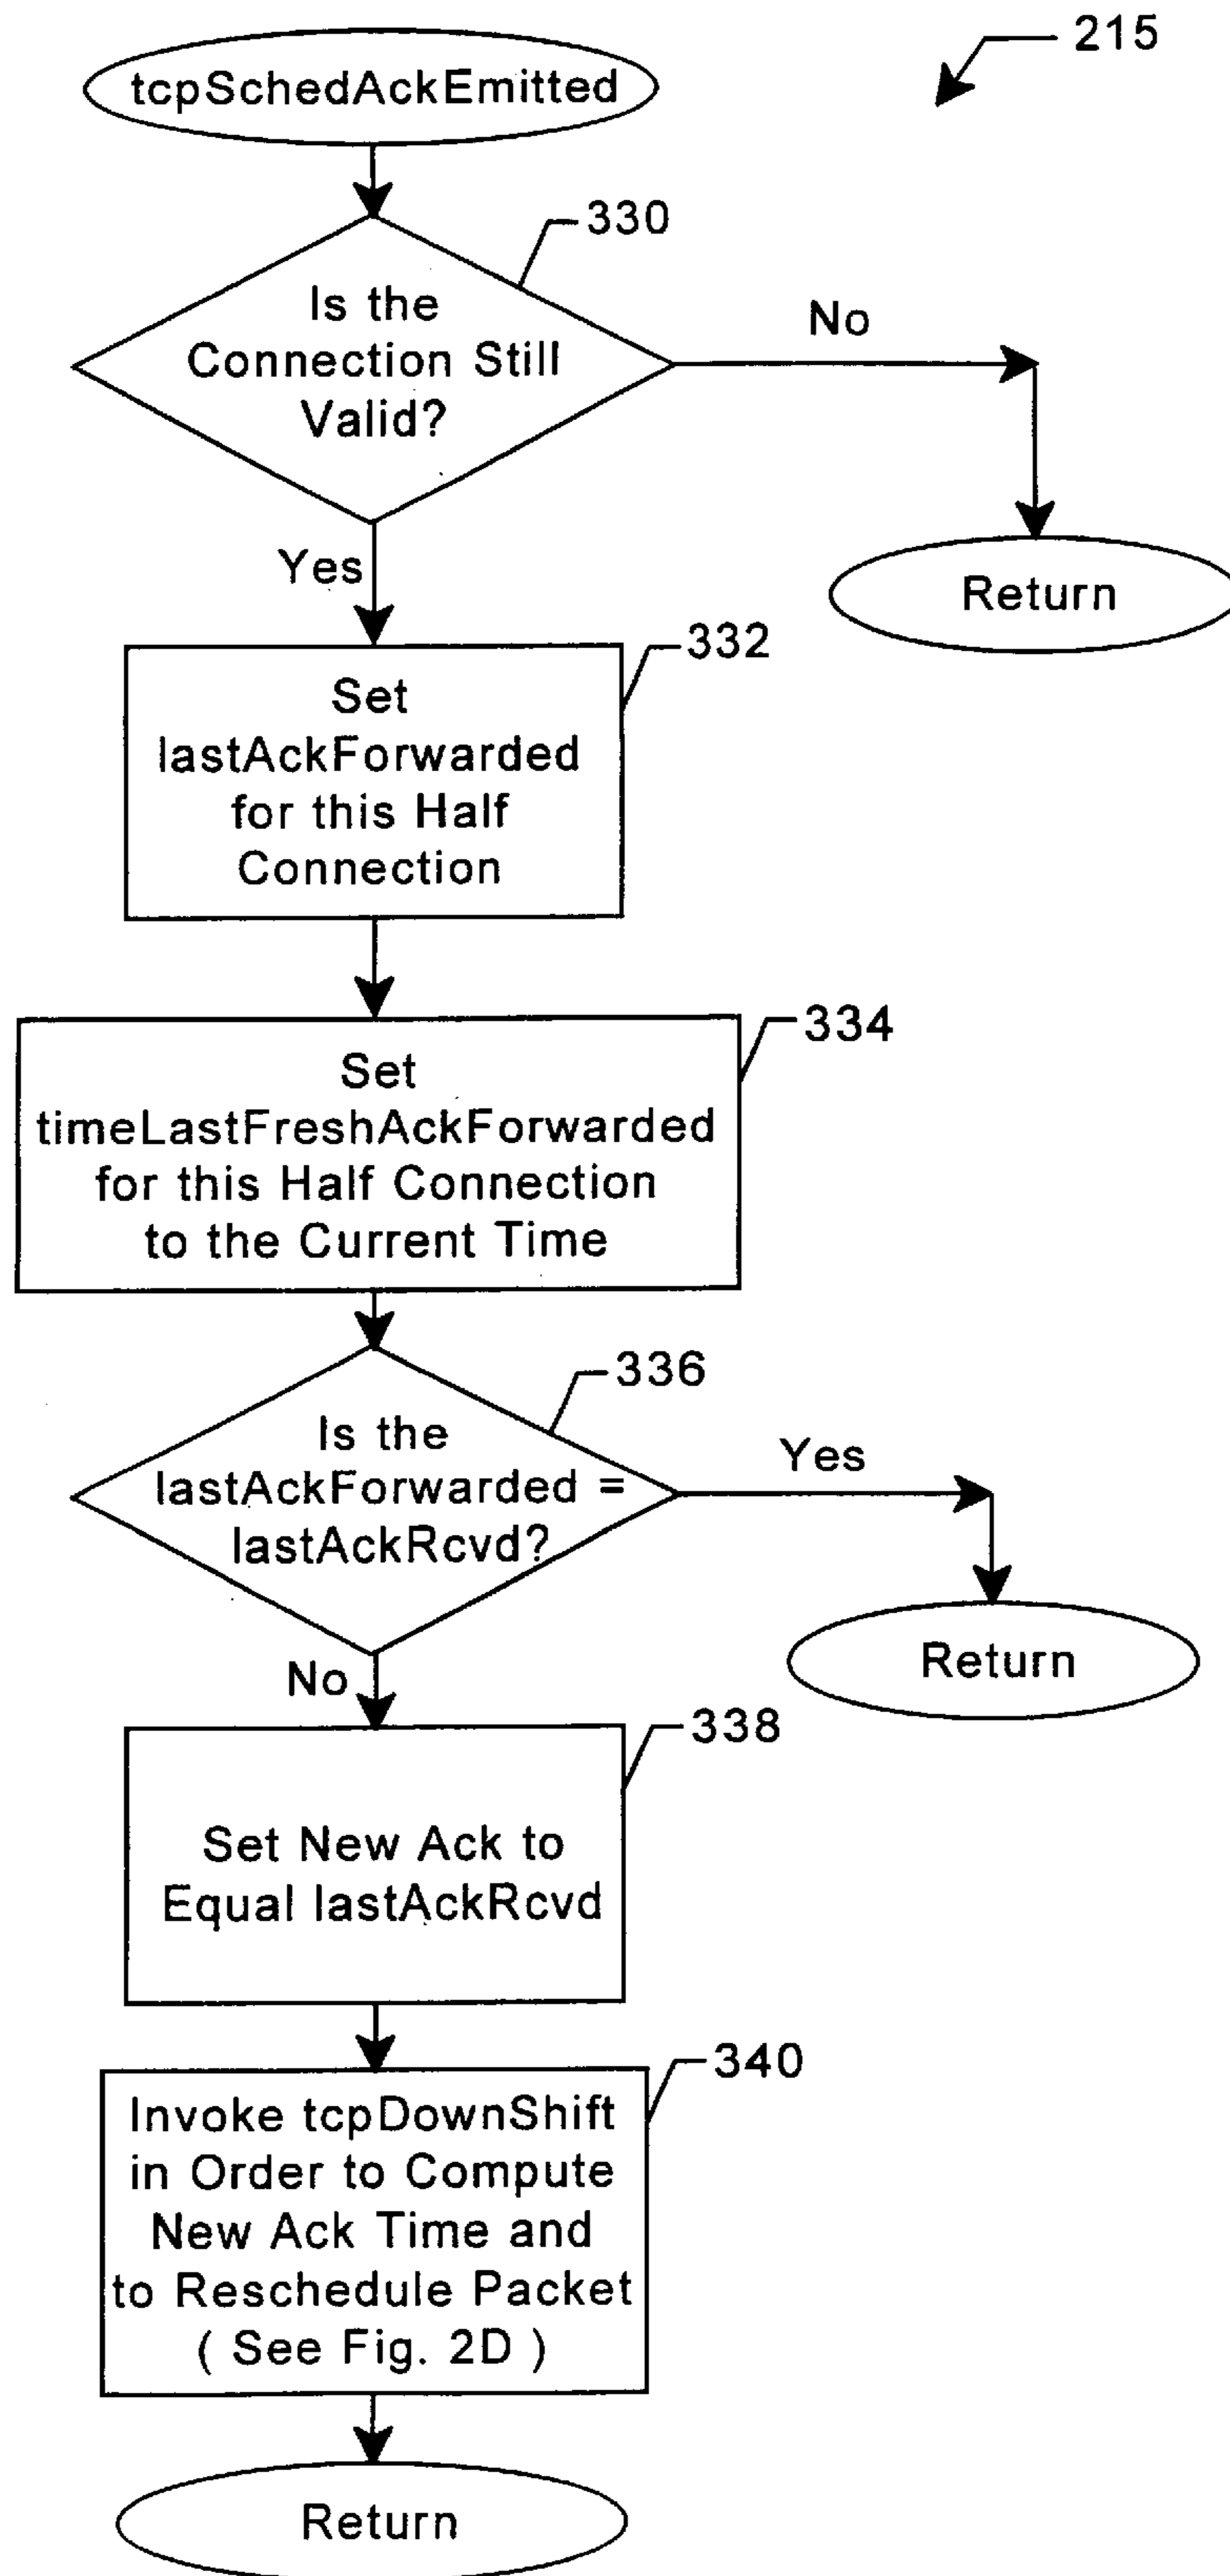 215
tcpSchedAckEmitted
330
Is the
Connection Still
Valid?
No
Return
Yes
332
Set
lastAckForwarded
for this Half
Connection
334
Set
timeLastFreshAckForwarded
for this Half Connection
to the Current Time
336
Is the
lastAckForwarded =
lastAckRcvd?
Yes
Return
No
338
Set New Ack to
Equal lastAckRcvd
340
Invoke tcpDownShift
in Order to Compute
New Ack Time and
to Reschedule Packet
( See Fig. 2D )
Return